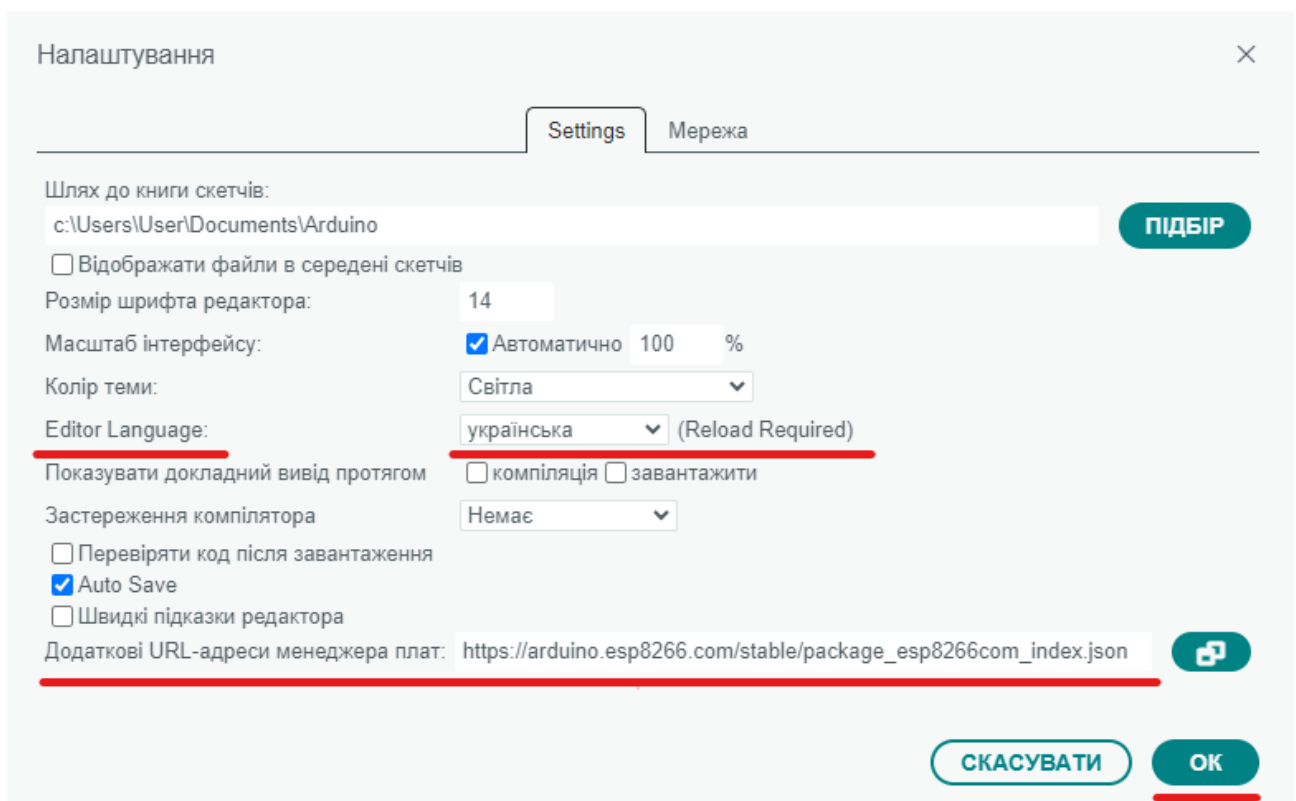 Налаштування
Settings Мережа
Шлях до книги скетчів:
c:\Users\User\Documents\Arduino ПІДБІР
Відображати файли в середені скетчів
Розмір шрифта редактора: 14
Масштаб інтерфейсу: Автоматично 100 %
Колір теми: Світла
Editor Language: українська (Reload Required)
Показувати докладний вивід протягом компіляція завантажити
Застереження компілятора Немає
Перевіряти код після завантаження
Auto Save
Швидкі підказки редактора
Додаткові URL-адреси менеджера плат: https://arduino.esp8266.com/stable/package_esp8266com_index.json
СКАСУВАТИ ОК